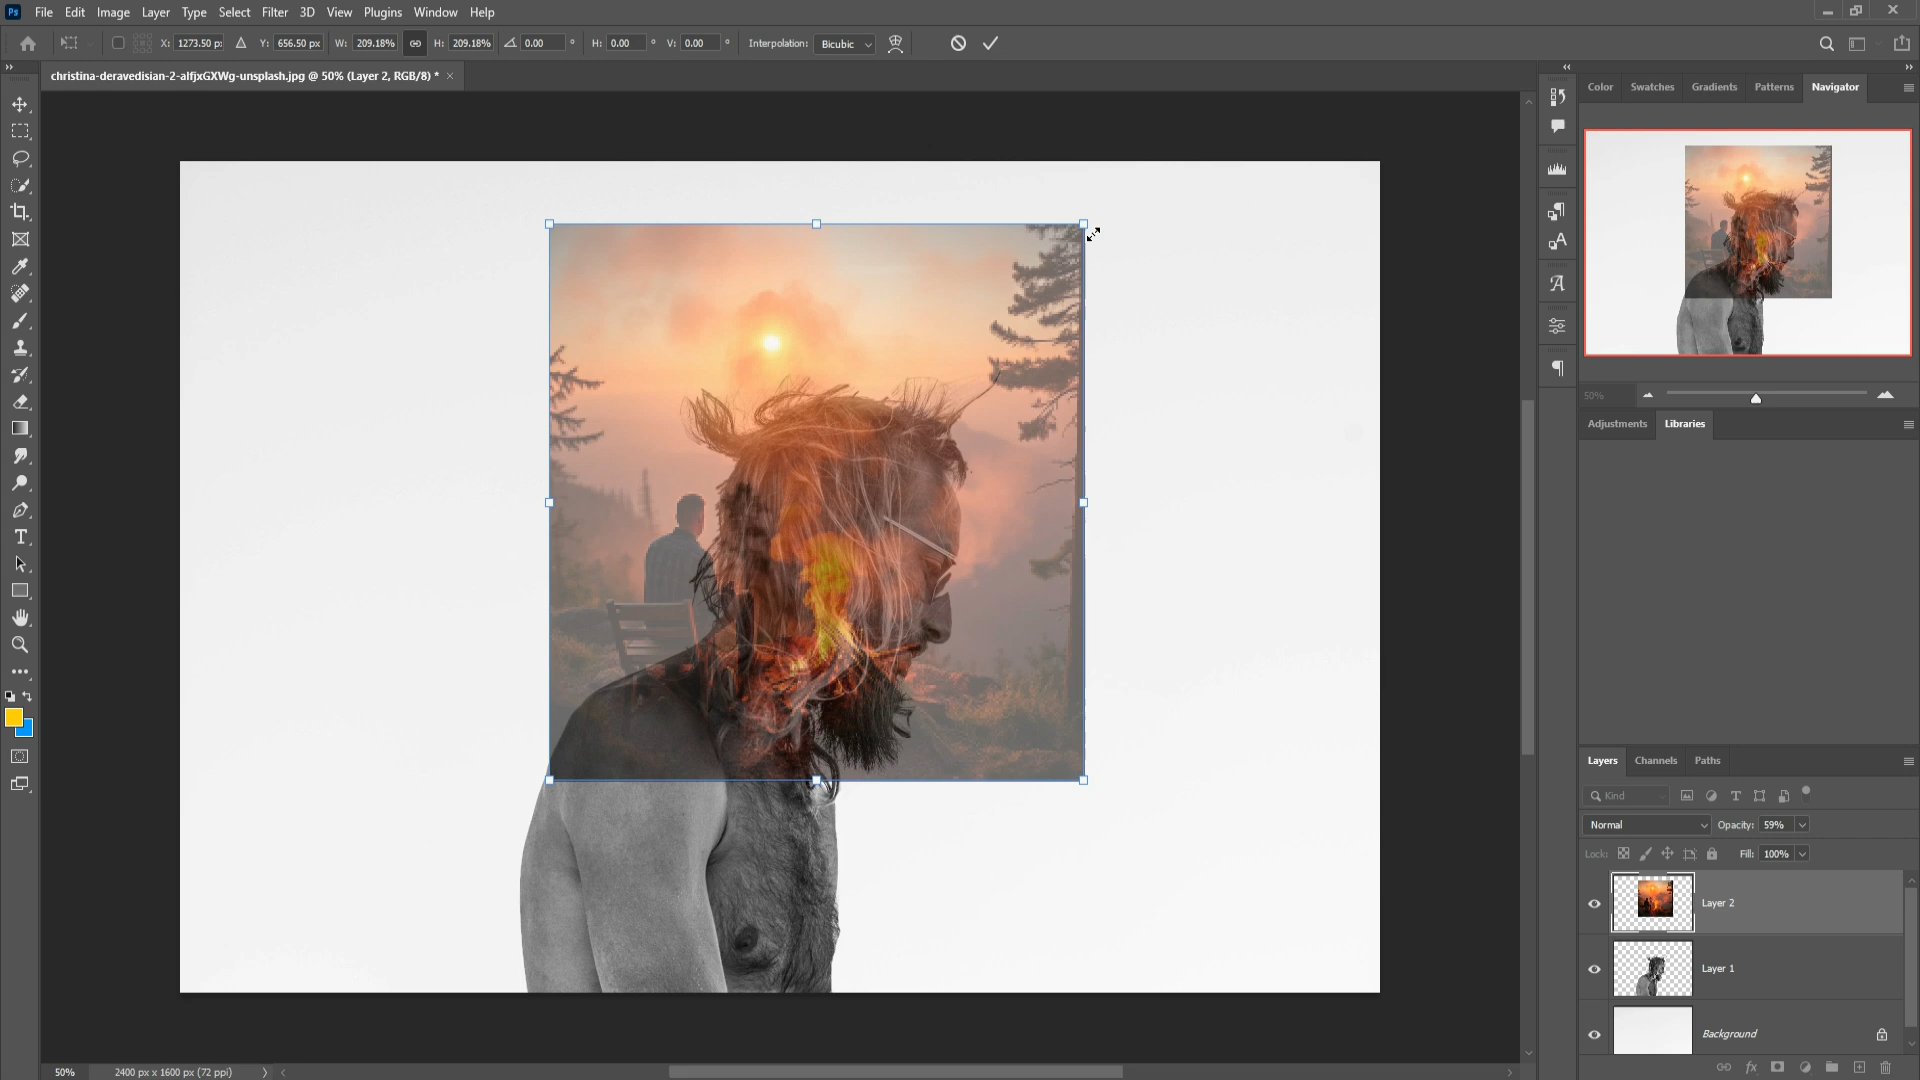 Ps File Edit Image Layer Type Select Filter 3D View Plugins Window Help
X: 1273.50 px Y: 656.50 px W: 209.18% H: 209.18% 0.00 ° H: 0.00 ° V: 0.00 ° Interpolation: Bicubic
christina-deravedisian-2-alfjxGXWg-unsplash.jpg @ 50% (Layer 2, RGB/8) * ×
Color Swatches Gradients Patterns Navigator
50%
Adjustments Libraries
Layers Channels Paths
Kind
Normal Opacity: 59%
Lock: Fill: 100%
Layer 2
Layer 1
Background
50% 2400 px x 1600 px (72 ppi)